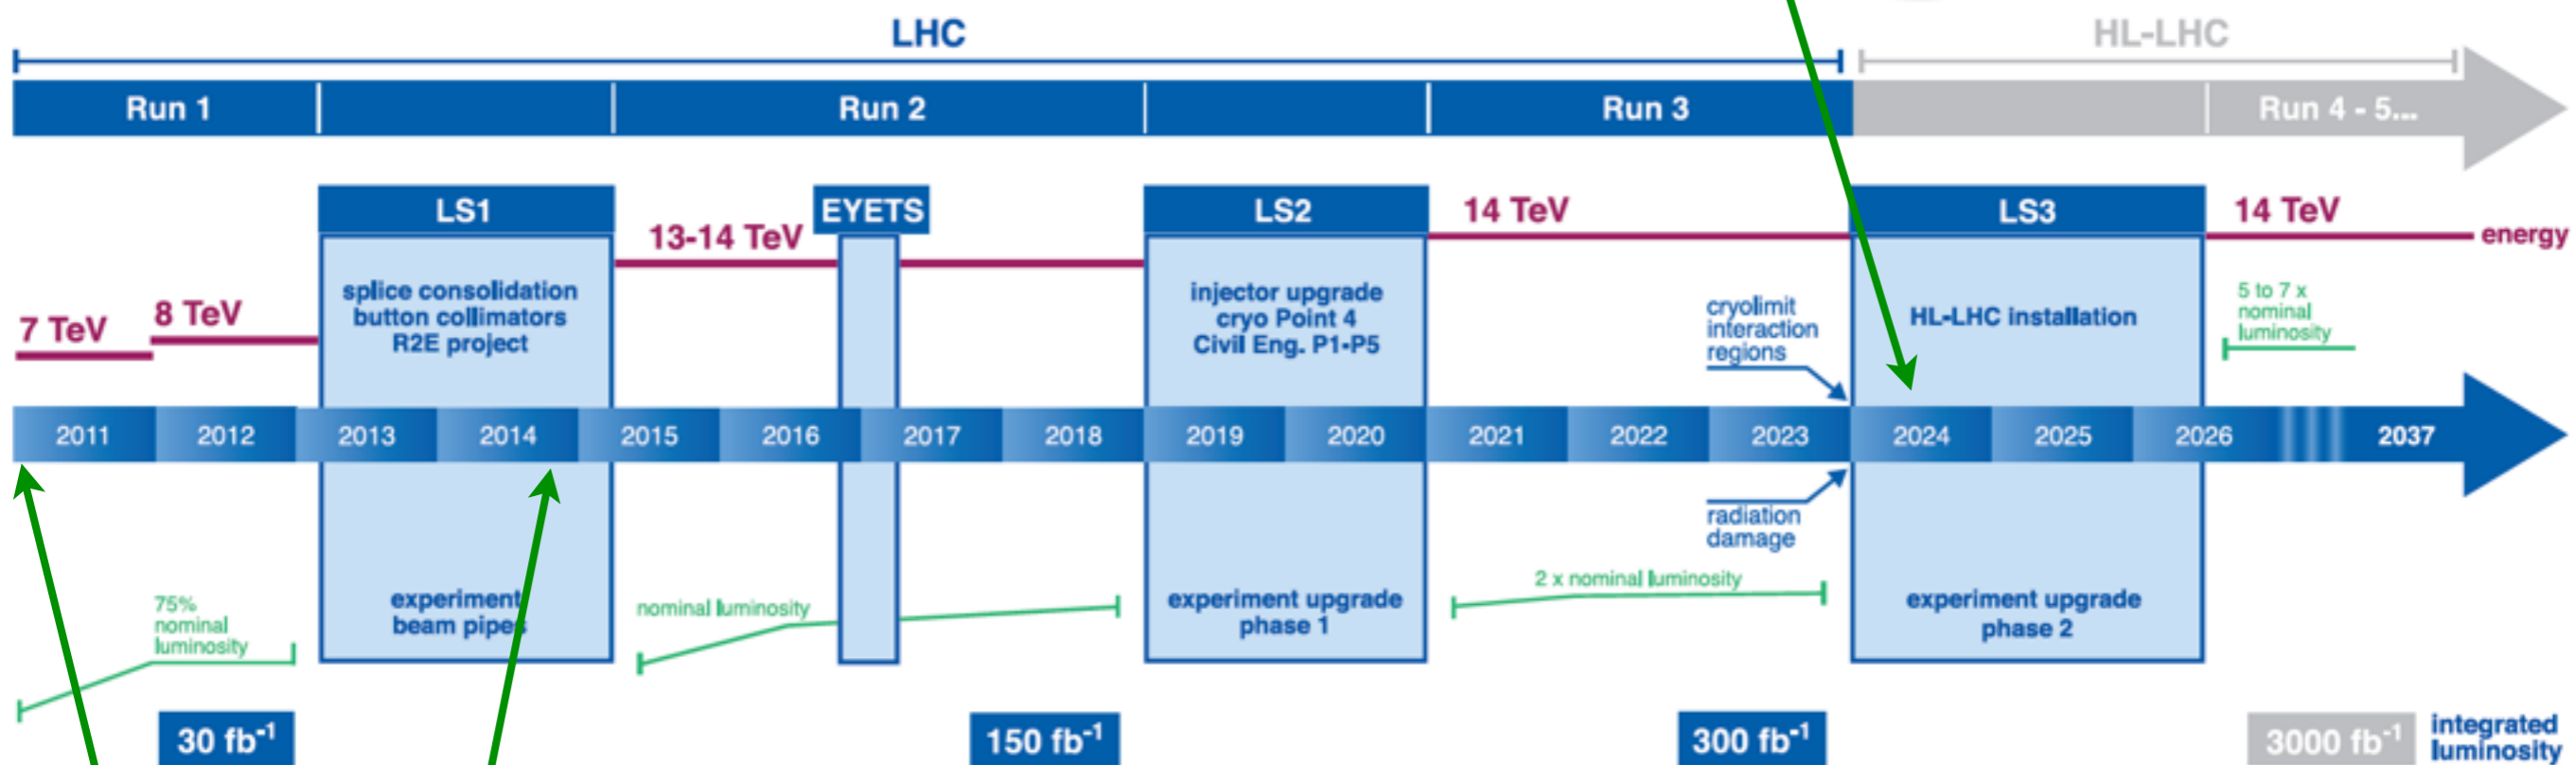 LHC
HL-LHC
Run 1
Run 2
Run 3
Run 4 - 5...
LS1
EYETS
LS2
14 TeV
LS3
14 TeV
energy
13-14 TeV
splice consolidation
button collimators
R2E project
injector upgrade
cryo Point 4
Civil Eng. P1-P5
cryolimit
interaction
regions
HL-LHC installation
5 to 7 x
nominal
luminosity
7 TeV
8 TeV
2011
2012
2013
2014
2015
2016
2017
2018
2019
2020
2021
2022
2023
2024
2025
2026
2037
radiation
damage
75%
nominal
luminosity
experiment
beam pipes
nominal luminosity
experiment upgrade
phase 1
2 x nominal luminosity
experiment upgrade
phase 2
30 fb⁻¹
150 fb⁻¹
300 fb⁻¹
3000 fb⁻¹
integrated
luminosity